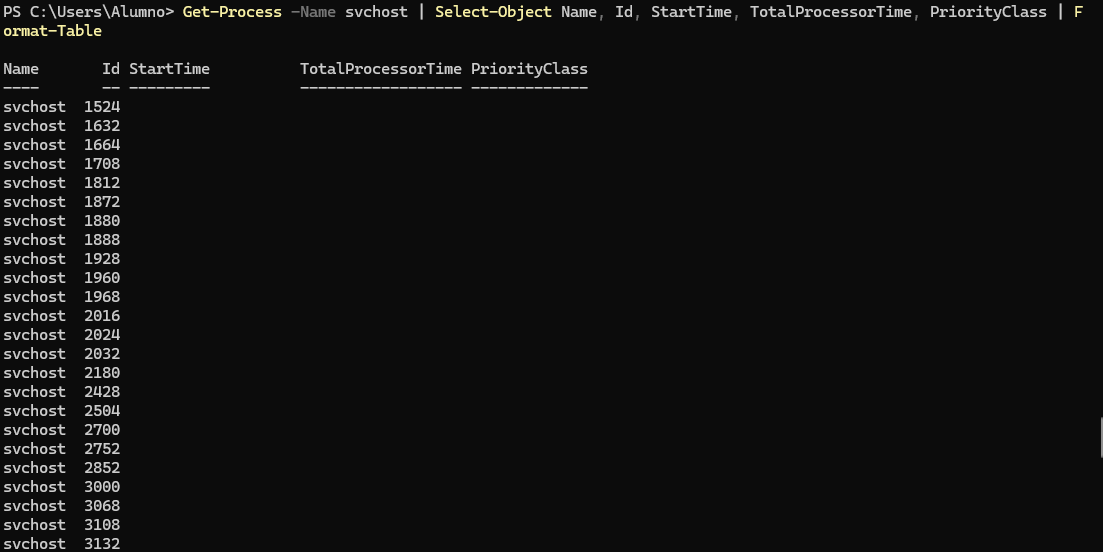 PS C:\Users\Alumno> Get-Process -Name svchost | Select-Object Name, Id, StartTime, TotalProcessorTime, PriorityClass | F
ormat-Table
Name       Id StartTime          TotalProcessorTime PriorityClass
----       -- ---------          ------------------ -------------
svchost  1524
svchost  1632
svchost  1664
svchost  1708
svchost  1812
svchost  1872
svchost  1880
svchost  1888
svchost  1928
svchost  1960
svchost  1968
svchost  2016
svchost  2024
svchost  2032
svchost  2180
svchost  2428
svchost  2504
svchost  2700
svchost  2752
svchost  2852
svchost  3000
svchost  3068
svchost  3108
svchost  3132